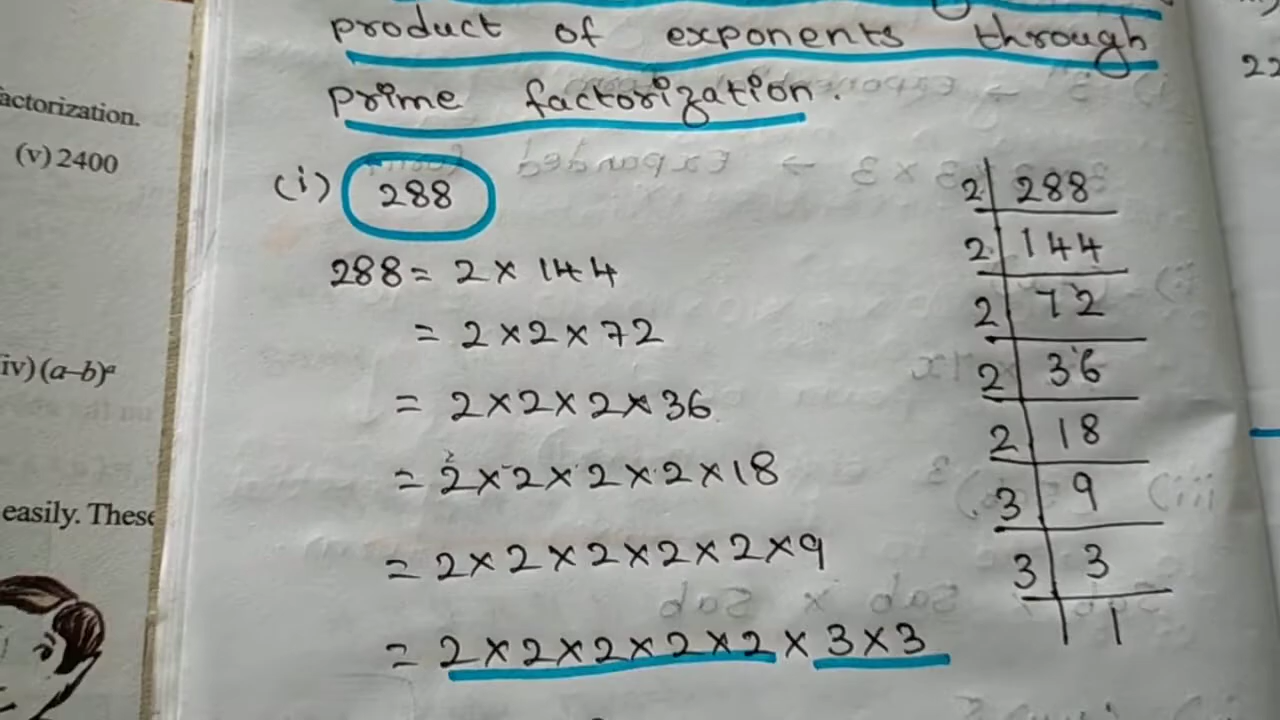 product of exponents through
prime factorization.
(i) 288
288 = 2 × 144
= 2 × 2 × 72
= 2 × 2 × 2 × 36
= 2 × 2 × 2 × 2 × 18
= 2 × 2 × 2 × 2 × 2 × 9
= 2 × 2 × 2 × 2 × 2 × 3 × 3
2 | 288
2 | 144
2 | 72
2 | 36
2 | 18
3 | 9
3 | 3
| 1
actorization.
(v) 2400
iv) (a–b)ᵃ
easily. These
22